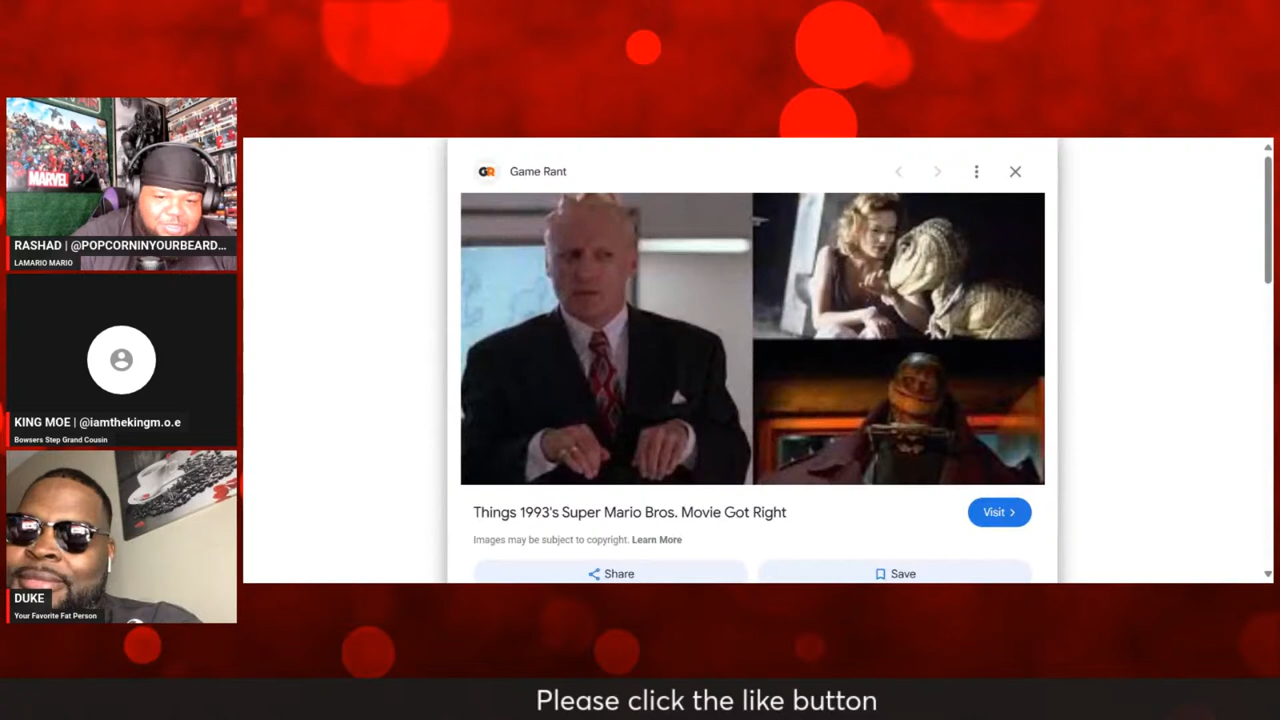 MARVEL
RASHAD | @POPCORNINYOURBEARD...
LAMARIO MARIO
KING MOE | @iamthekingm.o.e
Bowsers Step Grand Cousin
DUKE
Your Favorite Fat Person
GR
Game Rant
Things 1993's Super Mario Bros. Movie Got Right
Visit
Images may be subject to copyright. Learn More
Share
Save
Please click the like button